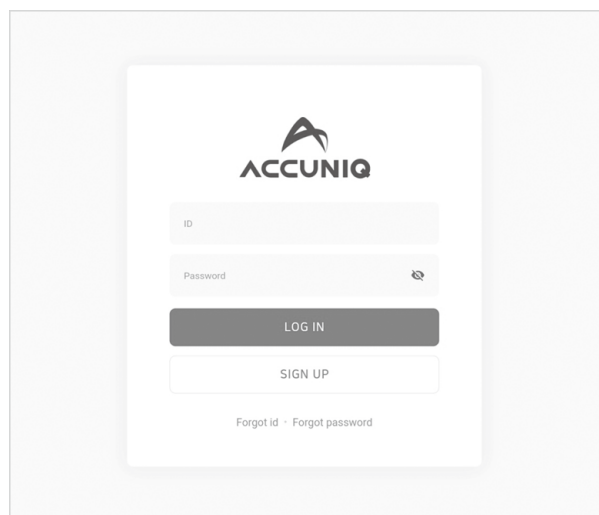 ACCUNIQ
ID
Password
LOG IN
SIGN UP
Forgot id · Forgot password